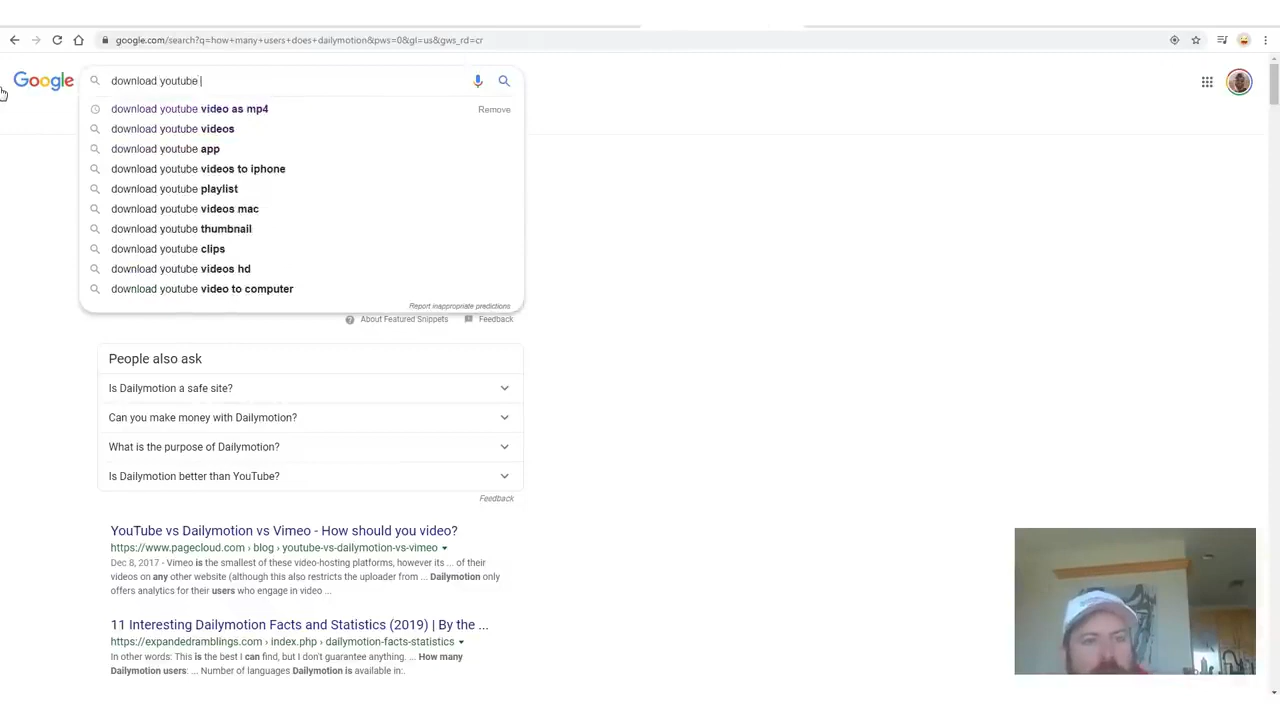 google.com/search?q=how+many+users+does+dailymotion&pws=0&gl=us&gws_rd=cr
Google
download youtube
download youtube video as mp4
Remove
download youtube videos
download youtube app
download youtube videos to iphone
download youtube playlist
download youtube videos mac
download youtube thumbnail
download youtube clips
download youtube videos hd
download youtube video to computer
Report inappropriate predictions
About Featured Snippets
Feedback
People also ask
Is Dailymotion a safe site?
Can you make money with Dailymotion?
What is the purpose of Dailymotion?
Is Dailymotion better than YouTube?
Feedback
YouTube vs Dailymotion vs Vimeo - How should you video?
https://www.pagecloud.com › blog › youtube-vs-dailymotion-vs-vimeo
Dec 8, 2017 - Vimeo is the smallest of these video-hosting platforms, however its ... of their
videos on any other website (although this also restricts the uploader from ... Dailymotion only
offers analytics for their users who engage in video ...
11 Interesting Dailymotion Facts and Statistics (2019) | By the ...
https://expandedramblings.com › index.php › dailymotion-facts-statistics
In other words: This is the best I can find, but I don't guarantee anything. ... How many
Dailymotion users: ... Number of languages Dailymotion is available in:.